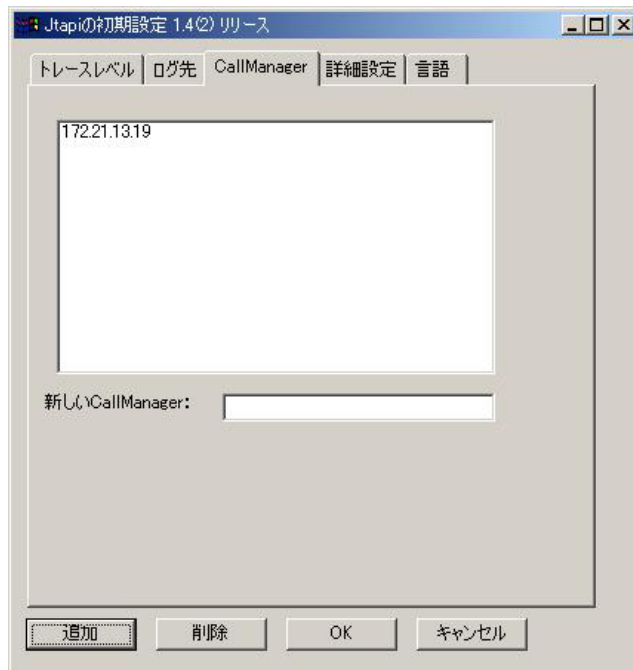 Jtapiの初期設定 1.4(2) リリース
トレースレベル ログ先 CallManager 詳細設定 言語
172.21.13.19
新しいCallManager:
追加 削除 OK キャンセル